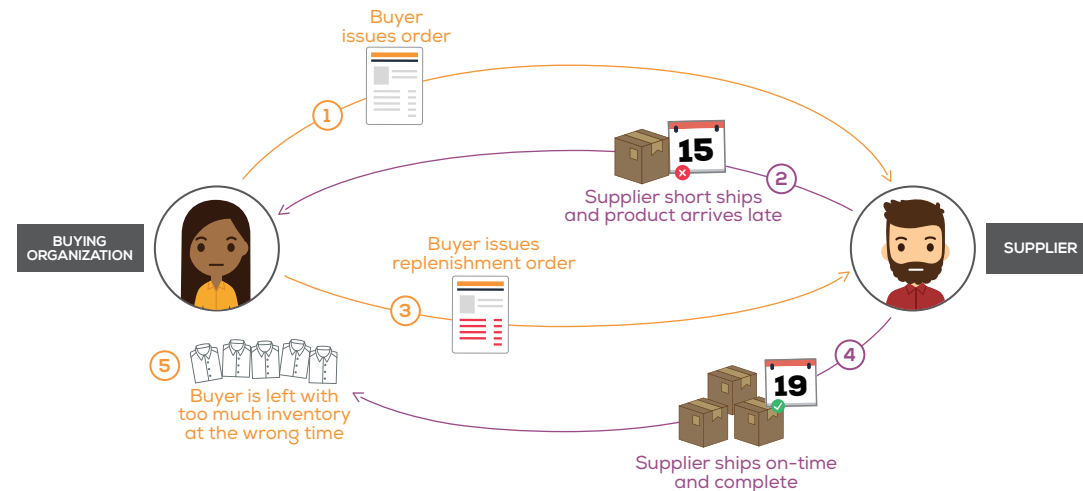 Buyer
issues order
1
15
2
Supplier short ships
and product arrives late
BUYING
ORGANIZATION
SUPPLIER
Buyer issues
replenishment order
3
4
5
19
Buyer is left with
too much inventory
at the wrong time
Supplier ships on-time
and complete